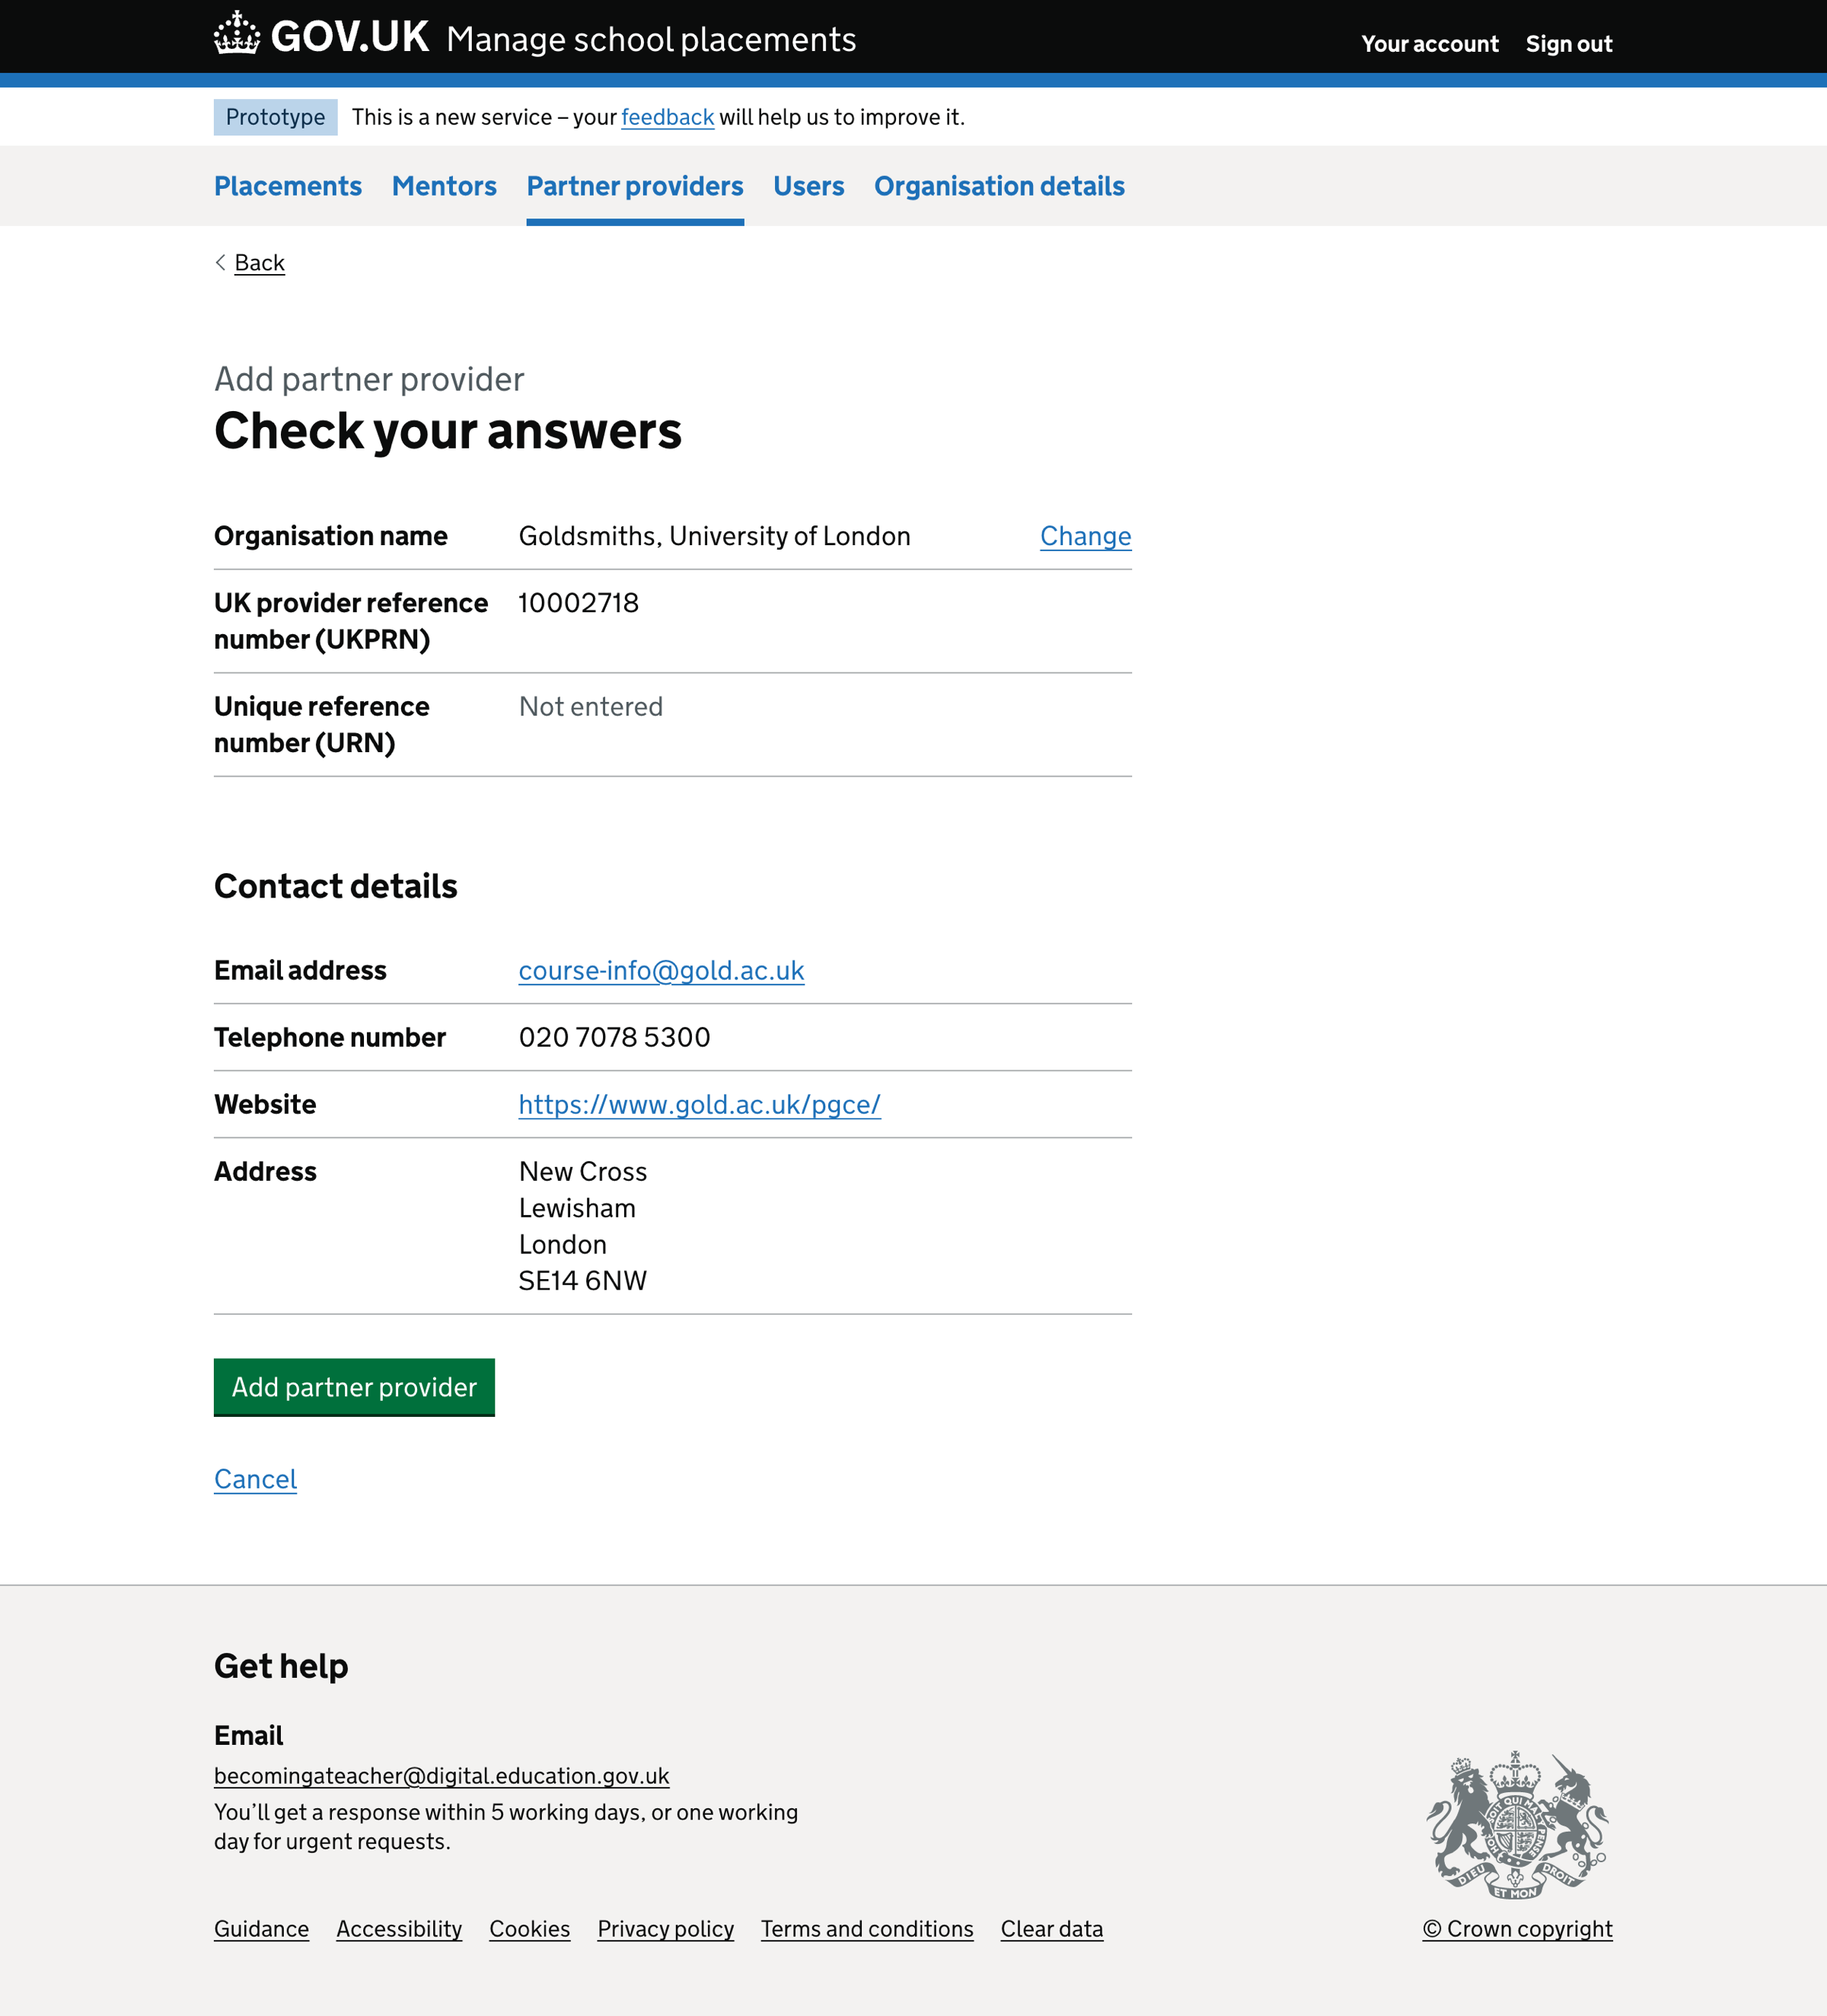 GOV.UK Manage school placements
Your account Sign out
Prototype This is a new service – your feedback will help us to improve it.
Placements Mentors Partner providers Users Organisation details
Back
Add partner provider
Check your answers
Organisation name Goldsmiths, University of London Change
UK provider reference 10002718
number (UKPRN)
Unique reference Not entered
number (URN)
Contact details
Email address course-info@gold.ac.uk
Telephone number 020 7078 5300
Website https://www.gold.ac.uk/pgce/
Address New Cross
Lewisham
London
SE14 6NW
Add partner provider
Cancel
Get help
Email
becomingateacher@digital.education.gov.uk
You’ll get a response within 5 working days, or one working
day for urgent requests.
DIEU ET MON DROIT
Guidance Accessibility Cookies Privacy policy Terms and conditions Clear data
© Crown copyright